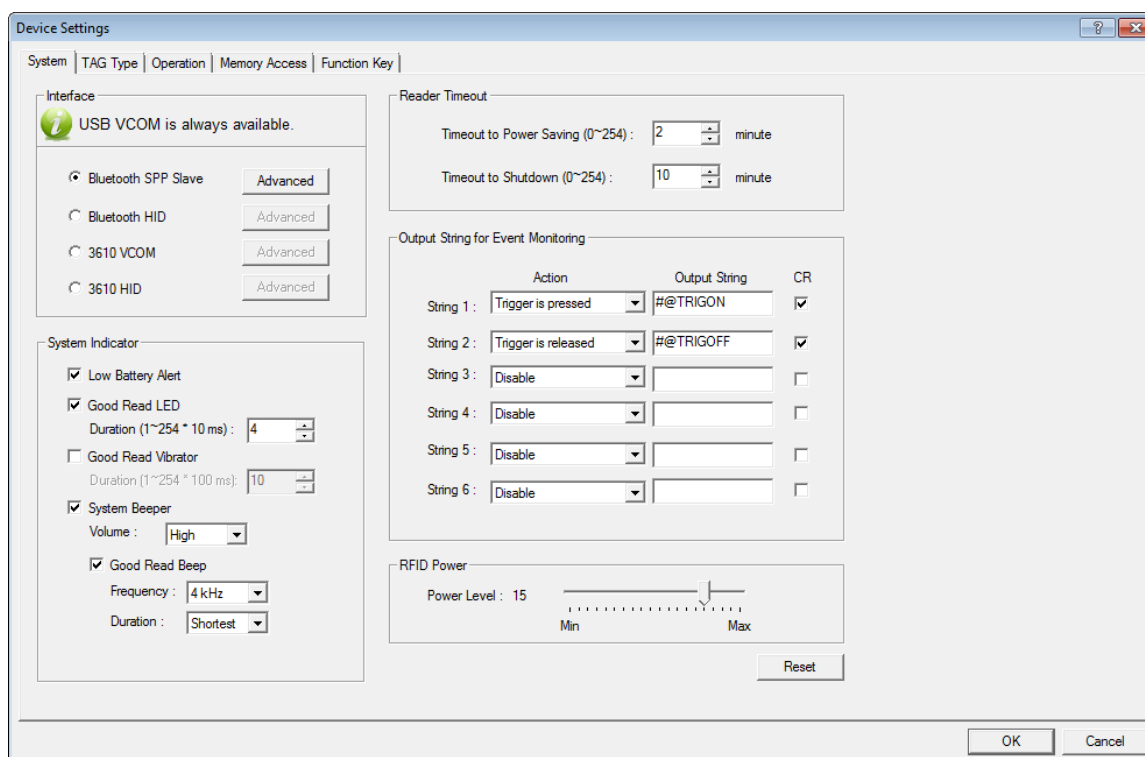 Device Settings
System TAG Type Operation Memory Access Function Key
Interface
USB VCOM is always available.
Bluetooth SPP Slave Advanced
Bluetooth HID Advanced
3610 VCOM Advanced
3610 HID Advanced
System Indicator
Low Battery Alert
Good Read LED
Duration (1~254 * 10 ms) : 4
Good Read Vibrator
Duration (1~254 * 100 ms): 10
System Beeper
Volume : High
Good Read Beep
Frequency : 4 kHz
Duration : Shortest
Reader Timeout
Timeout to Power Saving (0~254) : 2 minute
Timeout to Shutdown (0~254) : 10 minute
Output String for Event Monitoring
Action Output String CR
String 1 : Trigger is pressed #@TRIGON
String 2 : Trigger is released #@TRIGOFF
String 3 : Disable
String 4 : Disable
String 5 : Disable
String 6 : Disable
RFID Power
Power Level : 15
Min Max
Reset
OK Cancel